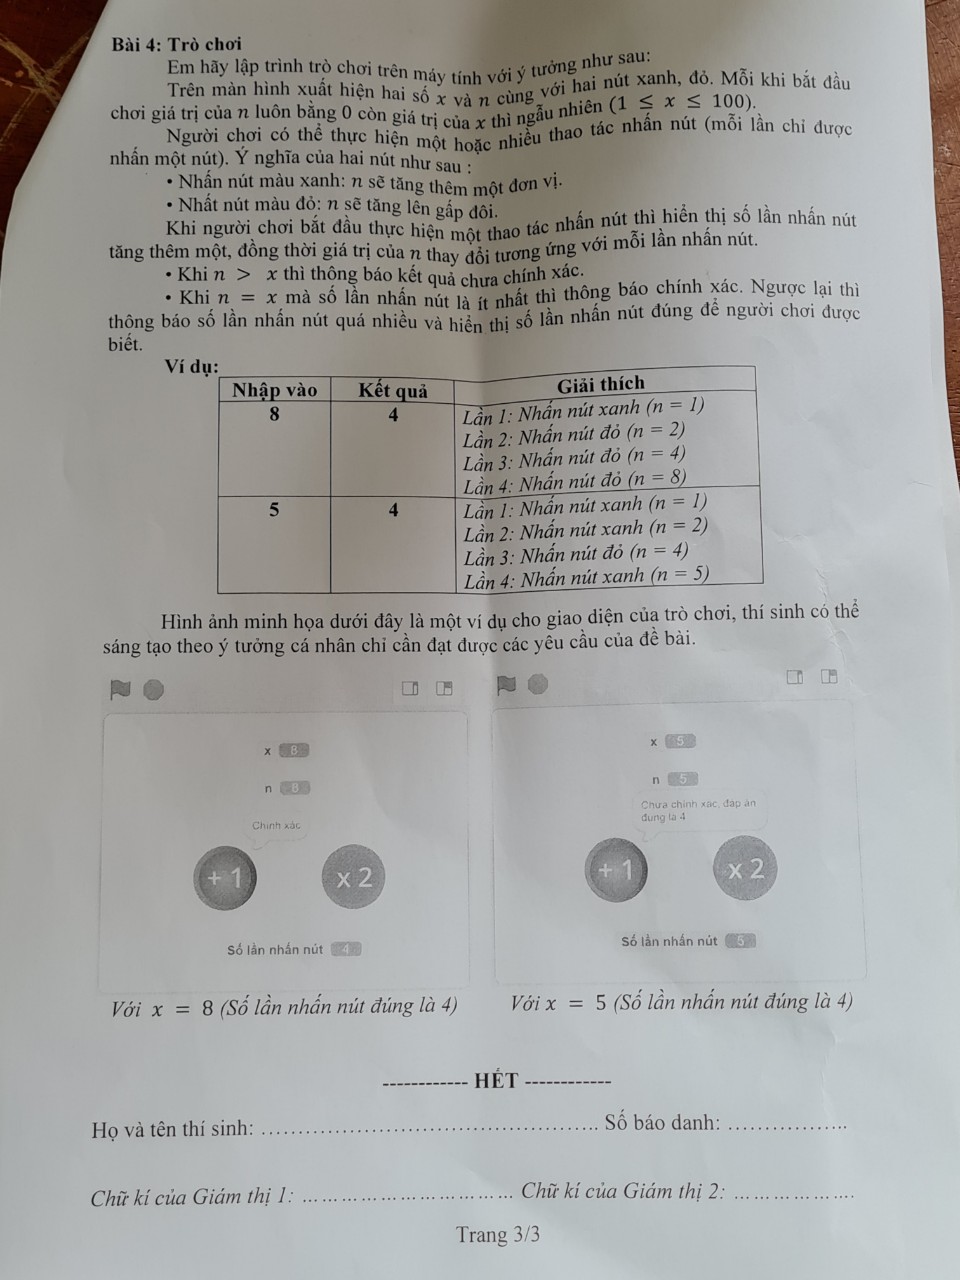 Bài 4: Trò chơi
Em hãy lập trình trò chơi trên máy tính với ý tưởng như sau:
Trên màn hình xuất hiện hai số x và n cùng với hai nút xanh, đỏ. Mỗi khi bắt đầu
chơi giá trị của n luôn bằng 0 còn giá trị của x thì ngẫu nhiên (1 ≤ x ≤ 100).
Người chơi có thể thực hiện một hoặc nhiều thao tác nhấn nút (mỗi lần chỉ được
nhấn một nút). Ý nghĩa của hai nút như sau :
• Nhấn nút màu xanh: n sẽ tăng thêm một đơn vị.
• Nhất nút màu đỏ: n sẽ tăng lên gấp đôi.
Khi người chơi bắt đầu thực hiện một thao tác nhấn nút thì hiển thị số lần nhấn nút
tăng thêm một, đồng thời giá trị của n thay đổi tương ứng với mỗi lần nhấn nút.
• Khi n > x thì thông báo kết quả chưa chính xác.
• Khi n = x mà số lần nhấn nút là ít nhất thì thông báo chính xác. Ngược lại thì
thông báo số lần nhấn nút quá nhiều và hiển thị số lần nhấn nút đúng để người chơi được
biết.
Ví dụ:
Nhập vào Kết quả Giải thích
8 4 Lần 1: Nhấn nút xanh (n = 1)
Lần 2: Nhấn nút đỏ (n = 2)
Lần 3: Nhấn nút đỏ (n = 4)
Lần 4: Nhấn nút đỏ (n = 8)
5 4 Lần 1: Nhấn nút xanh (n = 1)
Lần 2: Nhấn nút xanh (n = 2)
Lần 3: Nhấn nút đỏ (n = 4)
Lần 4: Nhấn nút xanh (n = 5)
Hình ảnh minh họa dưới đây là một ví dụ cho giao diện của trò chơi, thí sinh có thể
sáng tạo theo ý tưởng cá nhân chỉ cần đạt được các yêu cầu của đề bài.
x 8
n 8
Chính xác
+ 1 x 2
Số lần nhấn nút 4
x 5
n 5
Chưa chính xác, đáp án
đúng là 4
+ 1 x 2
Số lần nhấn nút 5
Với x = 8 (Số lần nhấn nút đúng là 4)
Với x = 5 (Số lần nhấn nút đúng là 4)
------------ HẾT ------------
Họ và tên thí sinh: ............................................. Số báo danh: ................
Chữ kí của Giám thị 1: ................................ Chữ kí của Giám thị 2: ...................
Trang 3/3